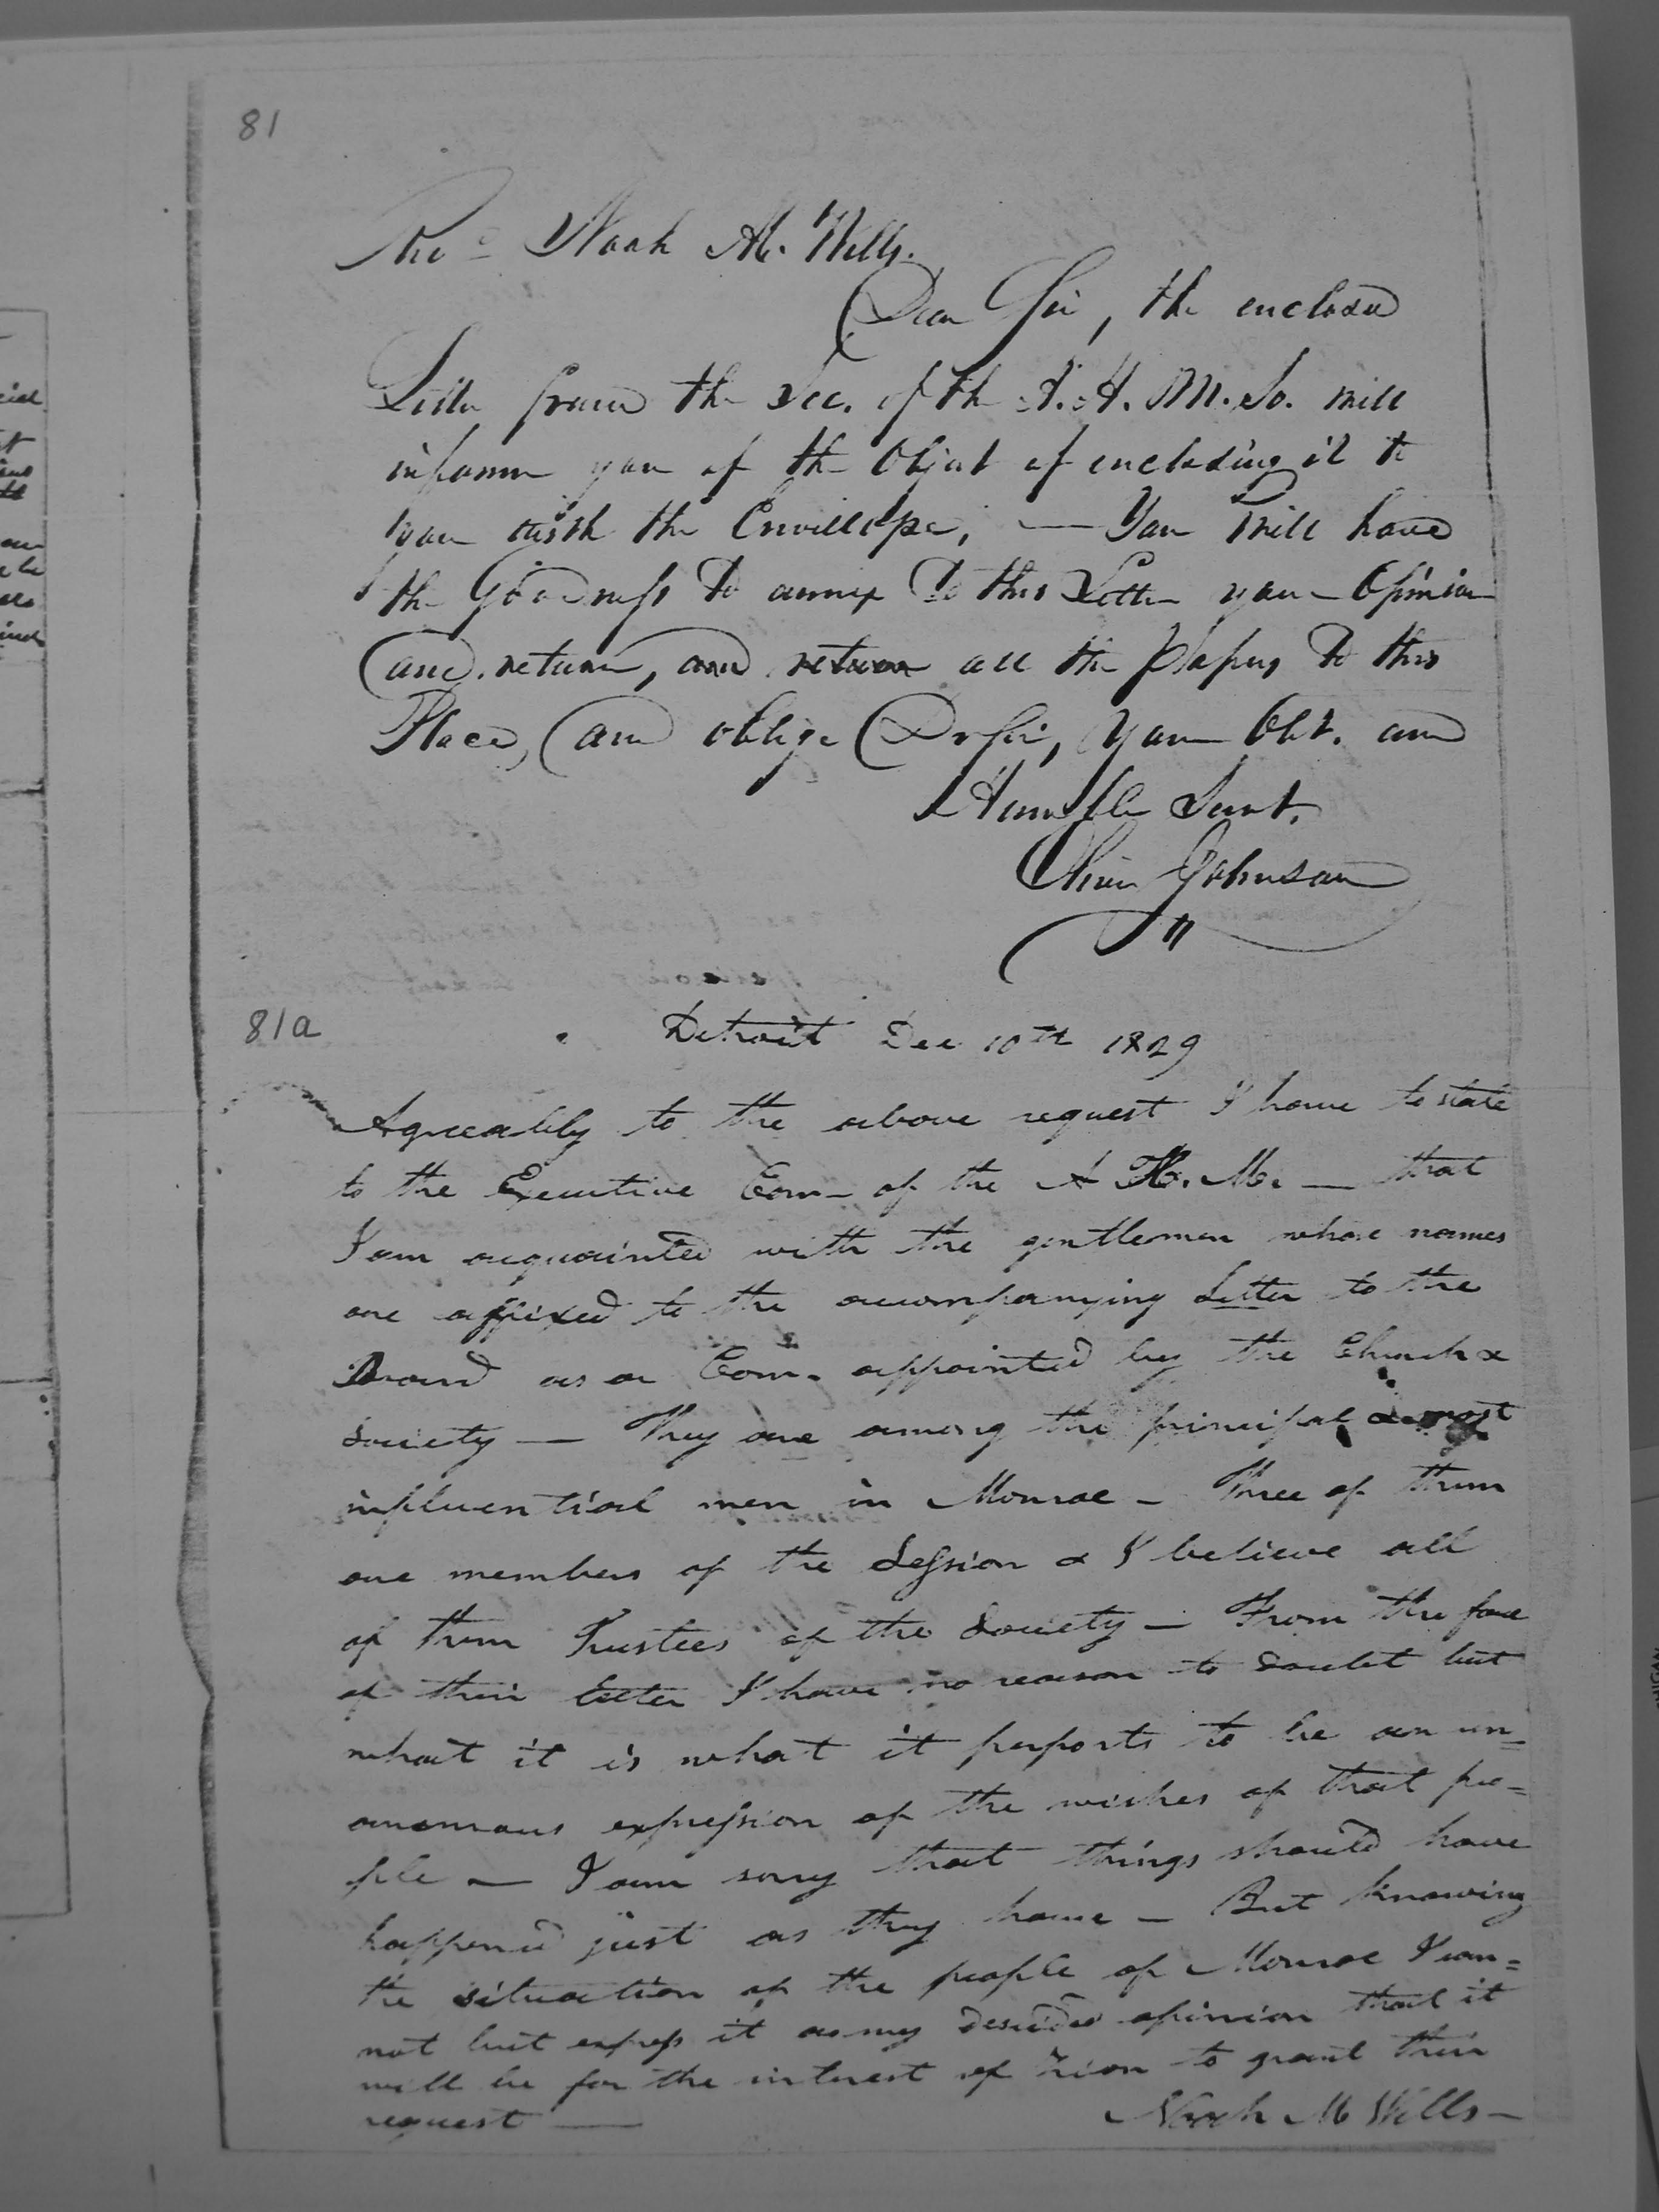 81
Revd Noah M. Wells.
Dear Sir, the enclosed
Letter from the Sec. of the A. H. M. So. will
inform you of the Object of enclosing it to
you with the Envellope, — You will have
the Goodness to annex to this Letter your Opinion
and return, and return all the Papers to this
Place, and oblige Dr Sir, your Obt. and
Humble Servt.
Oliver Johnson
81a
Detroit Dec 10th 1829
Agreeably to the above request I have to state
to the Executive Com— of the A H. M. — that
I am acquainted with the gentlemen whose names
are affixed to the accompanying Letter to the
Board as a Com. appointed by the Church &
Society — They are among the principal & most
influential men in Monroe — Three of them
are members of the Session & I believe all
of them Trustees of the Society — From the face
of their letter I have no reason to doubt but
what it is what it purports to be an un=
anomous expression of the wishes of that peo=
ple — I am sorry that things should have
happened just as they have — But knowing
the situation of the people of Monroe I can=
not but express it as my desided opinion that it
will be for the interest of Zion to grant their
request — Noah M Wells —